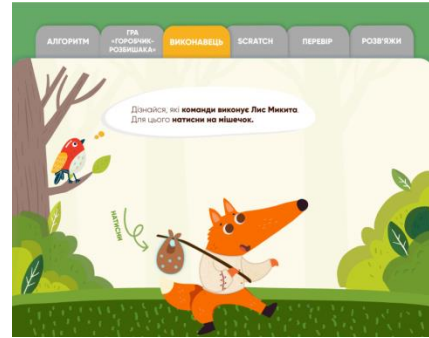 АЛГОРИТМ
ГРА
«ГОРОБЧИК-
РОЗБИШАКА»
ВИКОНАВЕЦЬ
SCRATCH
ПЕРЕВІР
РОЗВ'ЯЖИ
Дізнайся, які команди виконує Лис Микита.
Для цього натисни на мішечок.
НАТИСНИ